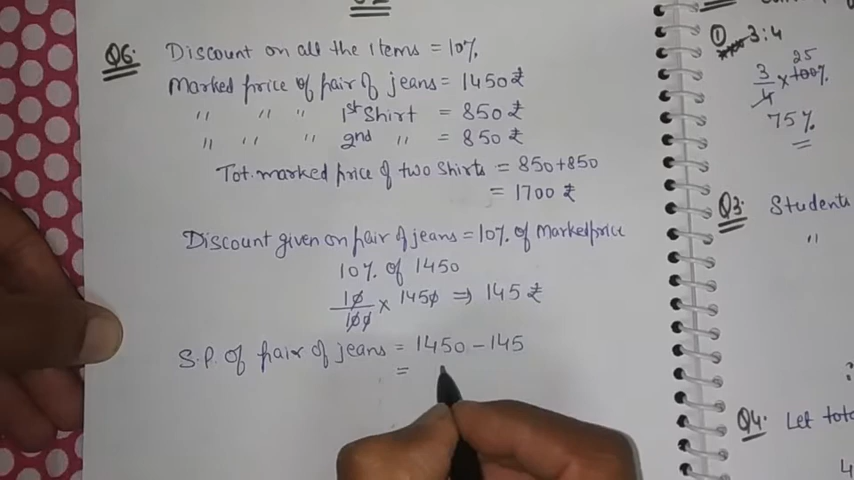 Q6. Discount on all the items = 10%.
Marked price of pair of jeans = 1450 ₹
" " " 1st Shirt = 850 ₹
" " " 2nd " = 850 ₹
Tot. marked price of two shirts = 850 + 850
= 1700 ₹
Discount given on pair of jeans = 10% of Marked price
10% of 1450
10/100 × 1450 ⇒ 145 ₹
S.P. of pair of jeans = 1450 - 145
=
① 3:4
3/4 × 100%
25
75%
Q3. Students
"
Q4. Let tota
4